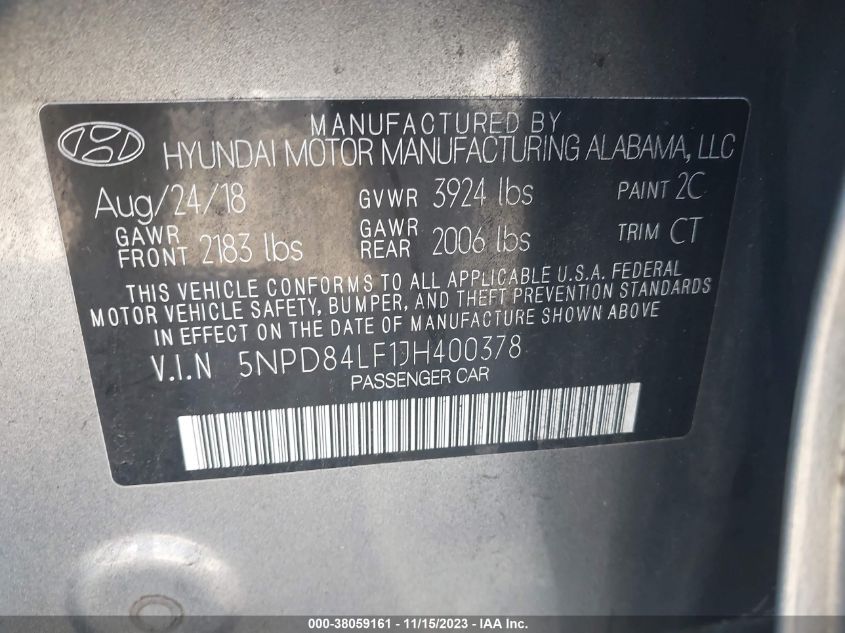 MANUFACTURED BY
HYUNDAI MOTOR MANUFACTURING ALABAMA, LLC
Aug/24/18 GVWR 3924 lbs PAINT 2C
GAWR FRONT 2183 lbs GAWR REAR 2006 lbs TRIM CT
THIS VEHICLE CONFORMS TO ALL APPLICABLE U.S.A. FEDERAL
MOTOR VEHICLE SAFETY, BUMPER, AND THEFT PREVENTION STANDARDS
IN EFFECT ON THE DATE OF MANUFACTURE SHOWN ABOVE
V.I.N 5NPD84LF1JH400378
PASSENGER CAR
000-38059161 - 11/15/2023 - IAA Inc.